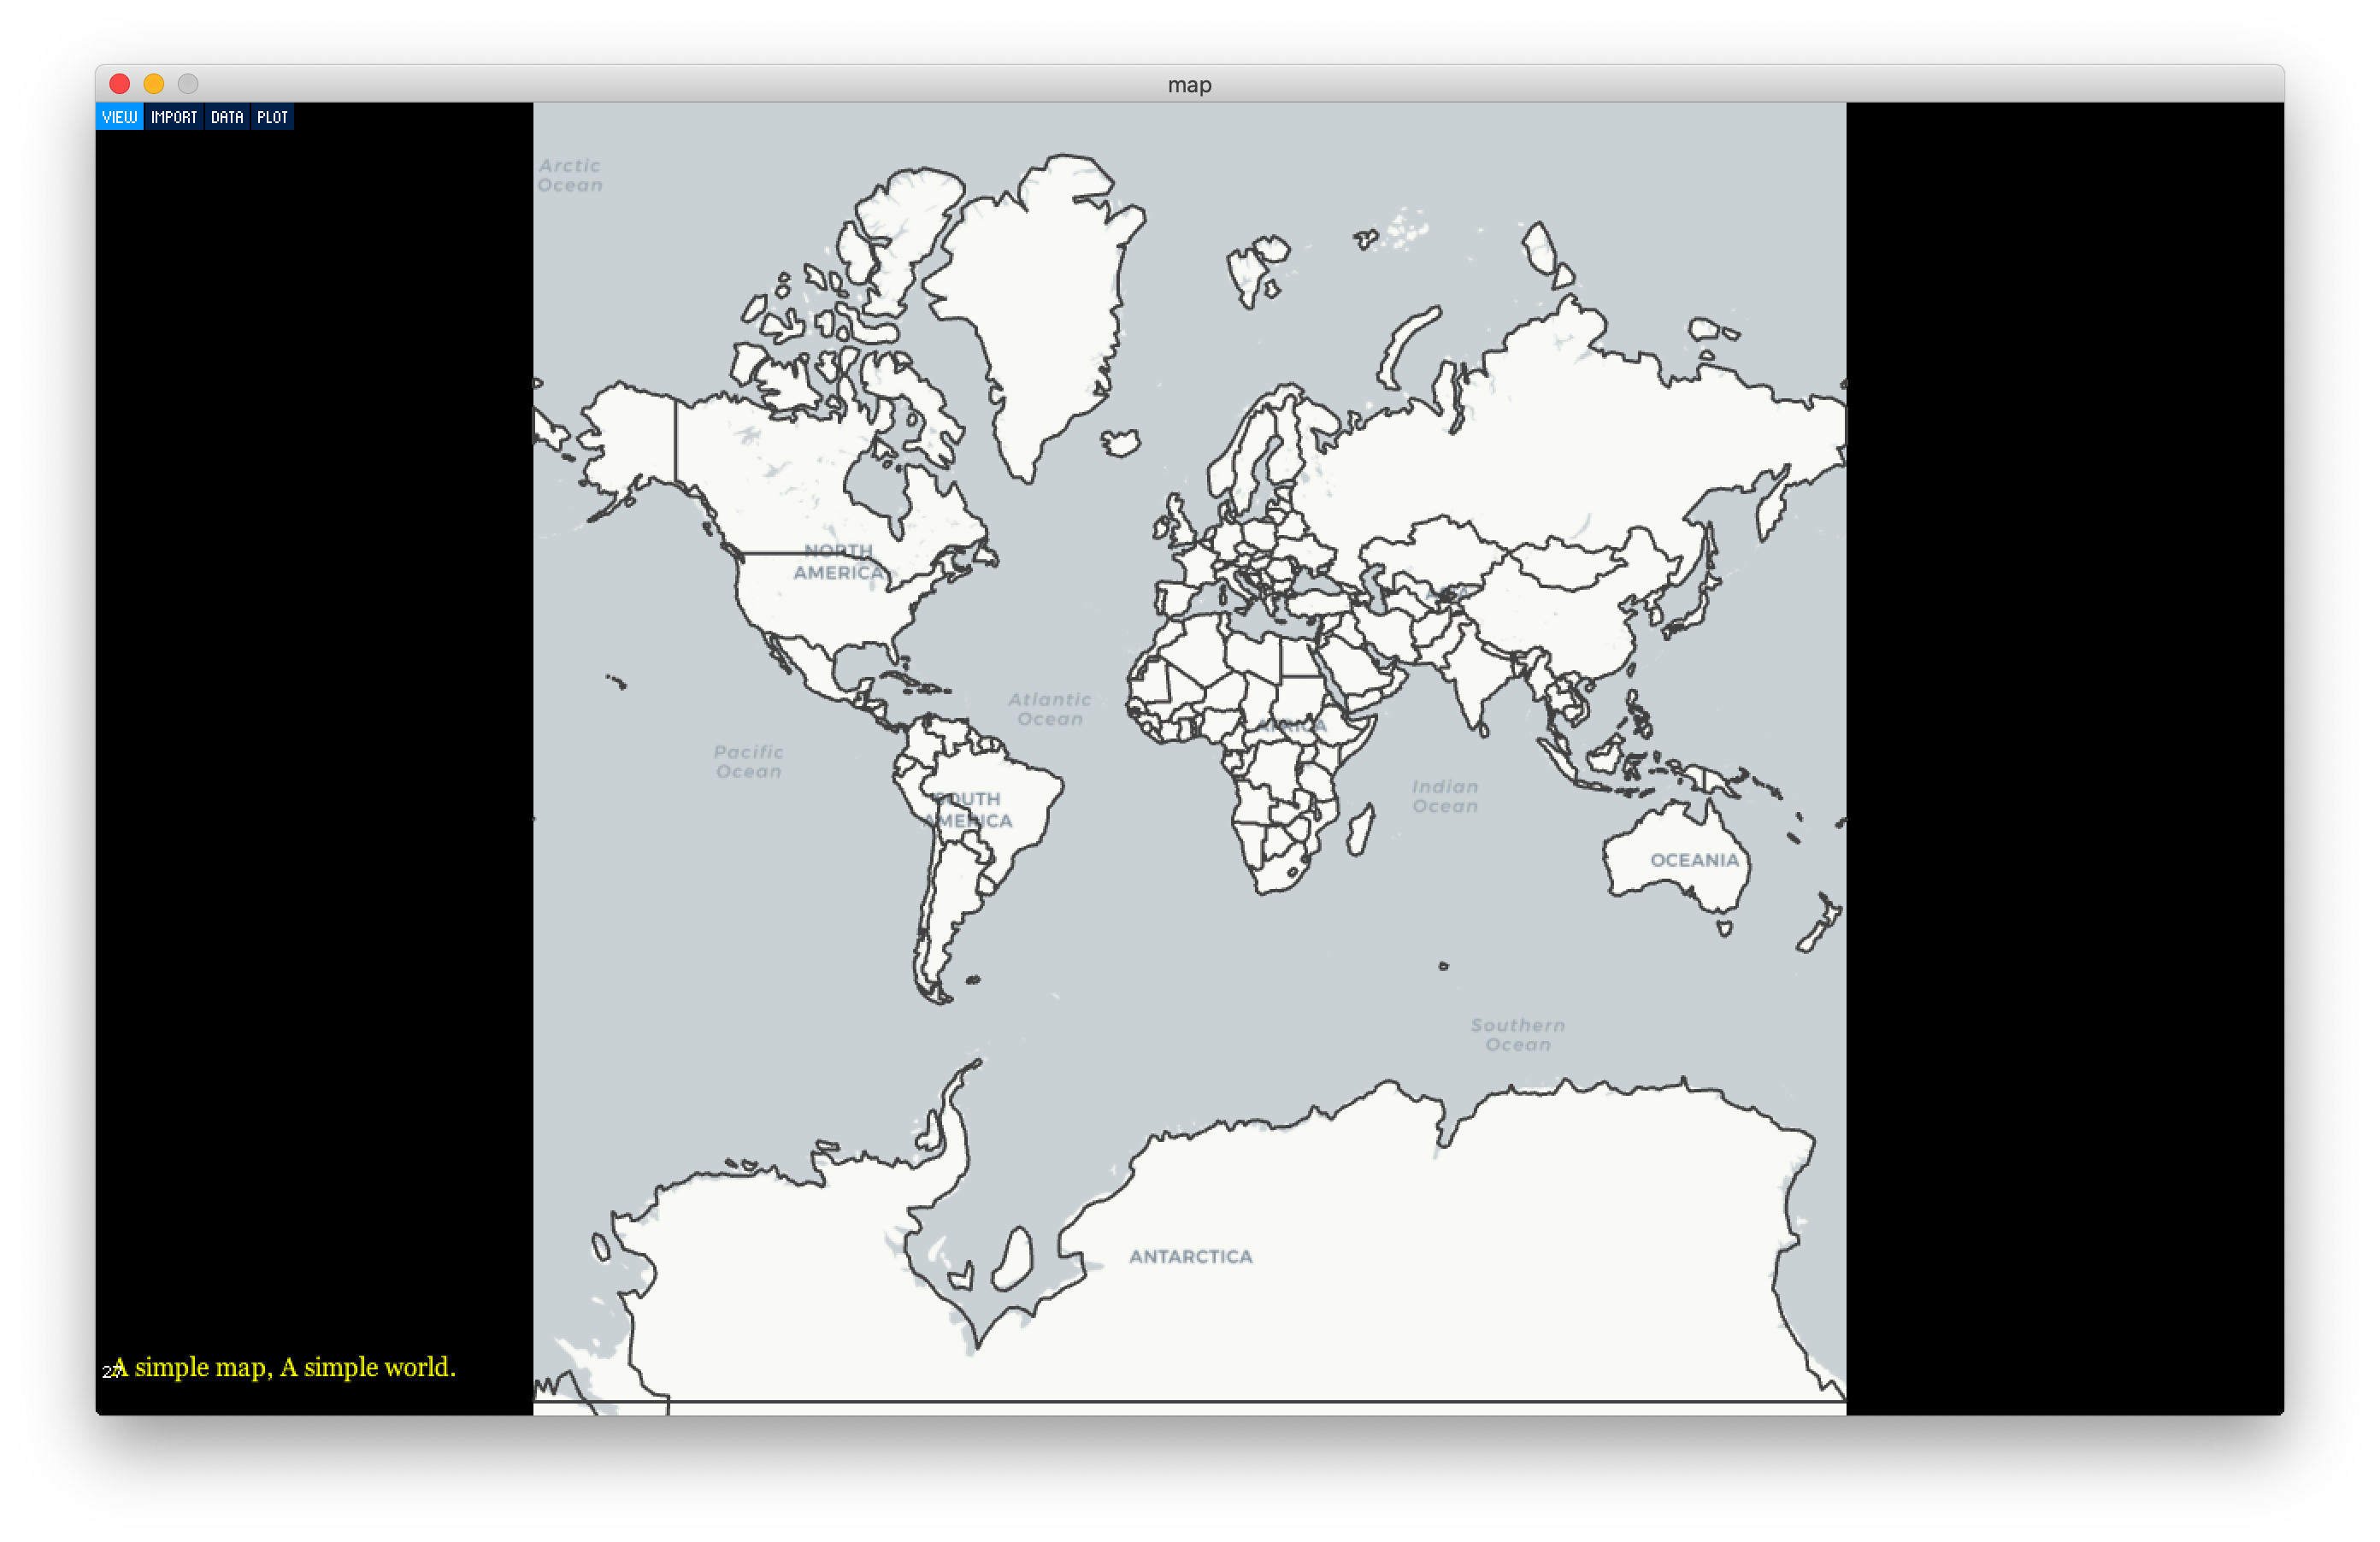 map
VIEW IMPORT DATA PLOT
Arctic
Ocean
NORTH
AMERICA
ASIA
Atlantic
Ocean
AFRICA
Pacific
Ocean
Indian
Ocean
SOUTH
AMERICA
OCEANIA
Southern
Ocean
ANTARCTICA
27
A simple map, A simple world.